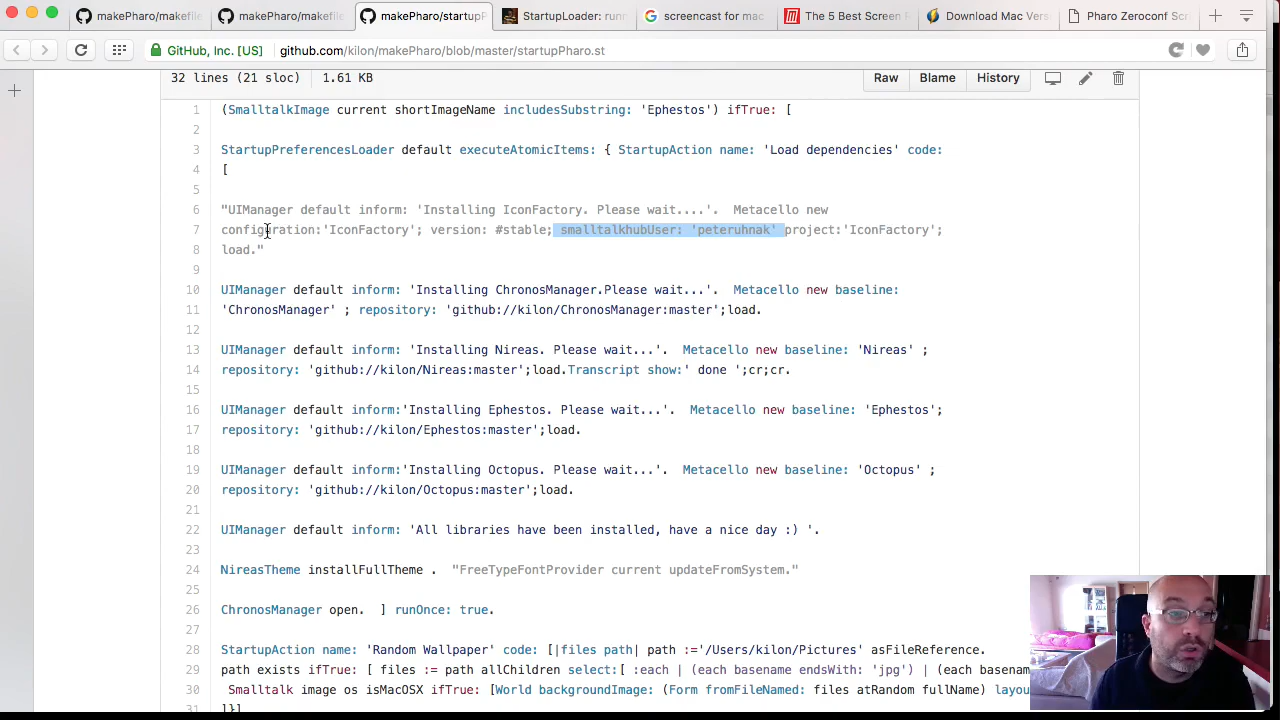 makePharo/makefile
makePharo/makefil
makePharo/startupP
StartupLoader: runr
screencast for mac
The 5 Best Screen R
Download Mac Versi
Pharo Zeroconf Scr
GitHub, Inc. [US]
github.com/kilon/makePharo/blob/master/startupPharo.st
32 lines (21 sloc) 1.61 KB
Raw Blame History
1 (SmalltalkImage current shortImageName includesSubstring: 'Ephestos') ifTrue: [
2
3 StartupPreferencesLoader default executeAtomicItems: { StartupAction name: 'Load dependencies' code:
4 [
5
6 "UIManager default inform: 'Installing IconFactory. Please wait....'. Metacello new
7 configuration:'IconFactory'; version: #stable; smalltalkhubUser: 'peteruhnak' project:'IconFactory';
8 load."
9
10 UIManager default inform: 'Installing ChronosManager.Please wait...'. Metacello new baseline:
11 'ChronosManager' ; repository: 'github://kilon/ChronosManager:master';load.
12
13 UIManager default inform: 'Installing Nireas. Please wait...'. Metacello new baseline: 'Nireas' ;
14 repository: 'github://kilon/Nireas:master';load.Transcript show:' done ';cr;cr.
15
16 UIManager default inform:'Installing Ephestos. Please wait...'. Metacello new baseline: 'Ephestos';
17 repository: 'github://kilon/Ephestos:master';load.
18
19 UIManager default inform:'Installing Octopus. Please wait...'. Metacello new baseline: 'Octopus' ;
20 repository: 'github://kilon/Octopus:master';load.
21
22 UIManager default inform: 'All libraries have been installed, have a nice day :) '.
23
24 NireasTheme installFullTheme . "FreeTypeFontProvider current updateFromSystem."
25
26 ChronosManager open. ] runOnce: true.
27
28 StartupAction name: 'Random Wallpaper' code: [|files path| path :='/Users/kilon/Pictures' asFileReference.
29 path exists ifTrue: [ files := path allChildren select:[ :each | (each basename endsWith: 'jpg') | (each basena
30 Smalltalk image os isMacOSX ifTrue: [World backgroundImage: (Form fromFileNamed: files atRandom fullName) layou
31 ]}]